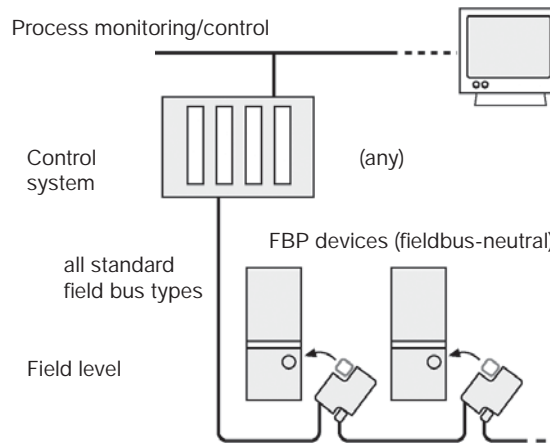 Process monitoring/control
Control
system
(any)
FBP devices (fieldbus-neutral)
all standard
field bus types
Field level